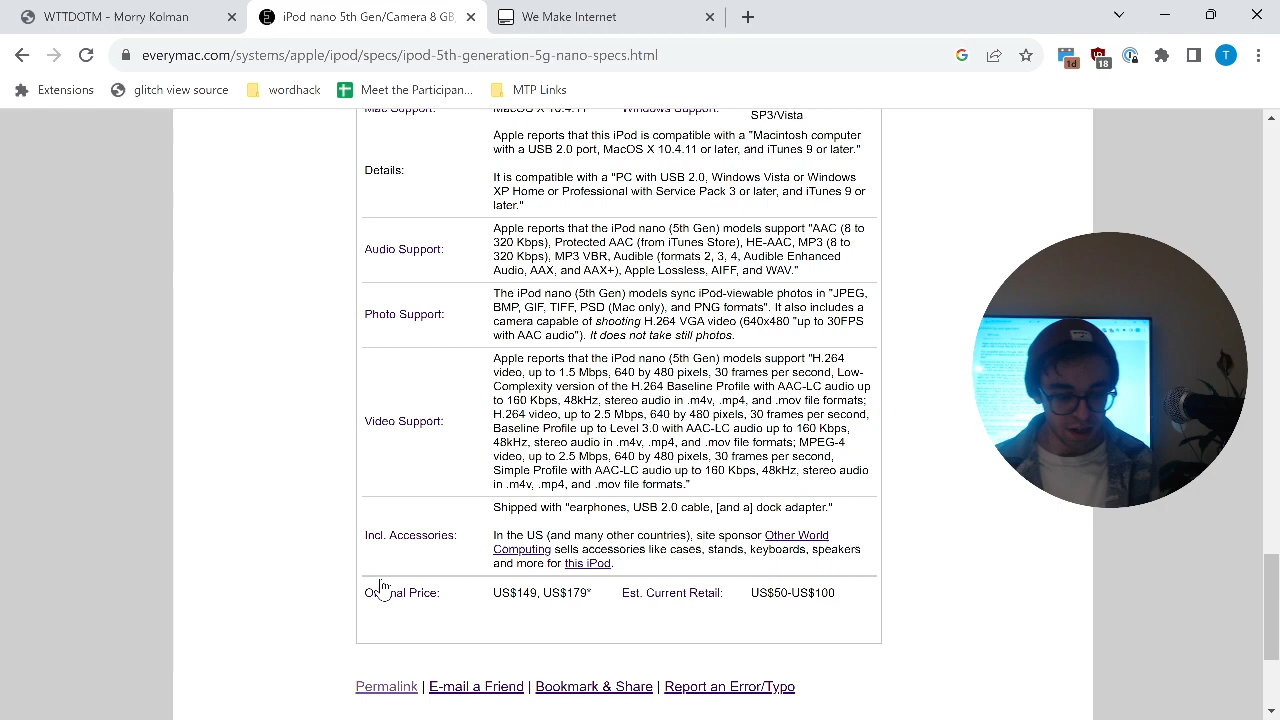 WTTDOTM - Morry Kolman
iPod nano 5th Gen/Camera 8 GB,
We Make Internet
everymac.com/systems/apple/ipod/specs/ipod-5th-generation-5g-nano-specs.html
1d
18
T
Extensions
glitch view source
wordhack
Meet the Participan...
MTP Links
Mac Support:
MacOS X 10.4.11
Windows Support:
SP3/Vista
Details:
Apple reports that this iPod is compatible with a "Macintosh computer
with a USB 2.0 port, MacOS X 10.4.11 or later, and iTunes 9 or later."
It is compatible with a "PC with USB 2.0, Windows Vista or Windows
XP Home or Professional with Service Pack 3 or later, and iTunes 9 or
later."
Audio Support:
Apple reports that the iPod nano (5th Gen) models support "AAC (8 to
320 Kbps), Protected AAC (from iTunes Store), HE-AAC, MP3 (8 to
320 Kbps), MP3 VBR, Audible (formats 2, 3, 4, Audible Enhanced
Audio, AAX, and AAX+), Apple Lossless, AIFF, and WAV."
Photo Support:
The iPod nano (5th Gen) models sync iPod-viewable photos in "JPEG,
BMP, GIF, TIFF, PSD (Mac only), and PNG formats". It also includes a
camera capable of shooting H.264 VGA video (640x480 "up to 30FPS
with AAC audio"). It does not take still photos.
Video Support:
Apple reports the iPod nano (5th Gen) models support "H.264
video, up to 1.5 Mbps, 640 by 480 pixels, 30 frames per second, Low-
Complexity version of the H.264 Baseline Profile with AAC-LC audio up
to 160 Kbps, 48kHz, stereo audio in .m4v, .mp4, and .mov file formats;
H.264 video, up to 2.5 Mbps, 640 by 480 pixels, 30 frames per second,
Baseline Profile up to Level 3.0 with AAC-LC audio up to 160 Kbps,
48kHz, stereo audio in .m4v, .mp4, and .mov file formats; MPEG-4
video, up to 2.5 Mbps, 640 by 480 pixels, 30 frames per second,
Simple Profile with AAC-LC audio up to 160 Kbps, 48kHz, stereo audio
in .m4v, .mp4, and .mov file formats."
Incl. Accessories:
Shipped with "earphones, USB 2.0 cable, [and a] dock adapter."
In the US (and many other countries), site sponsor Other World
Computing sells accessories like cases, stands, keyboards, speakers
and more for this iPod.
Original Price:
US$149, US$179*
Est. Current Retail:
US$50-US$100
Permalink | E-mail a Friend | Bookmark & Share | Report an Error/Typo